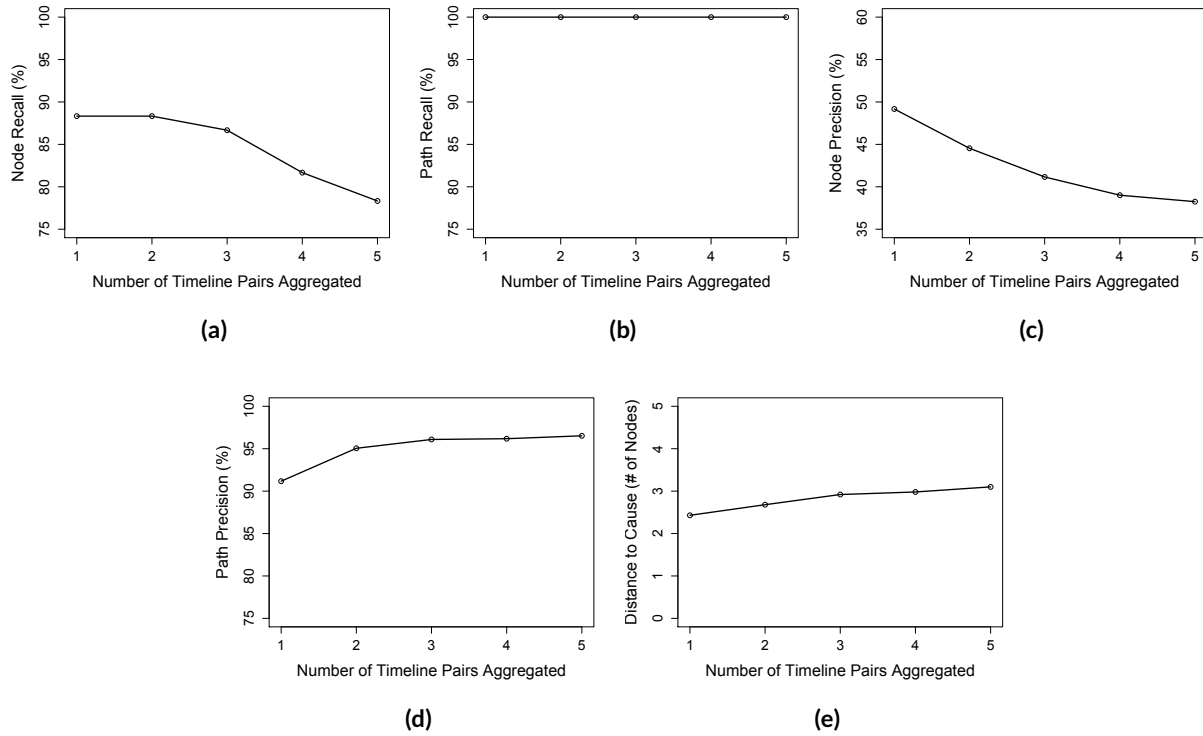 Node Recall (%)
75 80 85 90 95 100
1 2 3 4 5
Number of Timeline Pairs Aggregated
(a)
Path Recall (%)
75 80 85 90 95 100
1 2 3 4 5
Number of Timeline Pairs Aggregated
(b)
Node Precision (%)
35 40 45 50 55 60
1 2 3 4 5
Number of Timeline Pairs Aggregated
(c)
Path Precision (%)
75 80 85 90 95 100
1 2 3 4 5
Number of Timeline Pairs Aggregated
(d)
Distance to Cause (# of Nodes)
0 1 2 3 4 5
1 2 3 4 5
Number of Timeline Pairs Aggregated
(e)